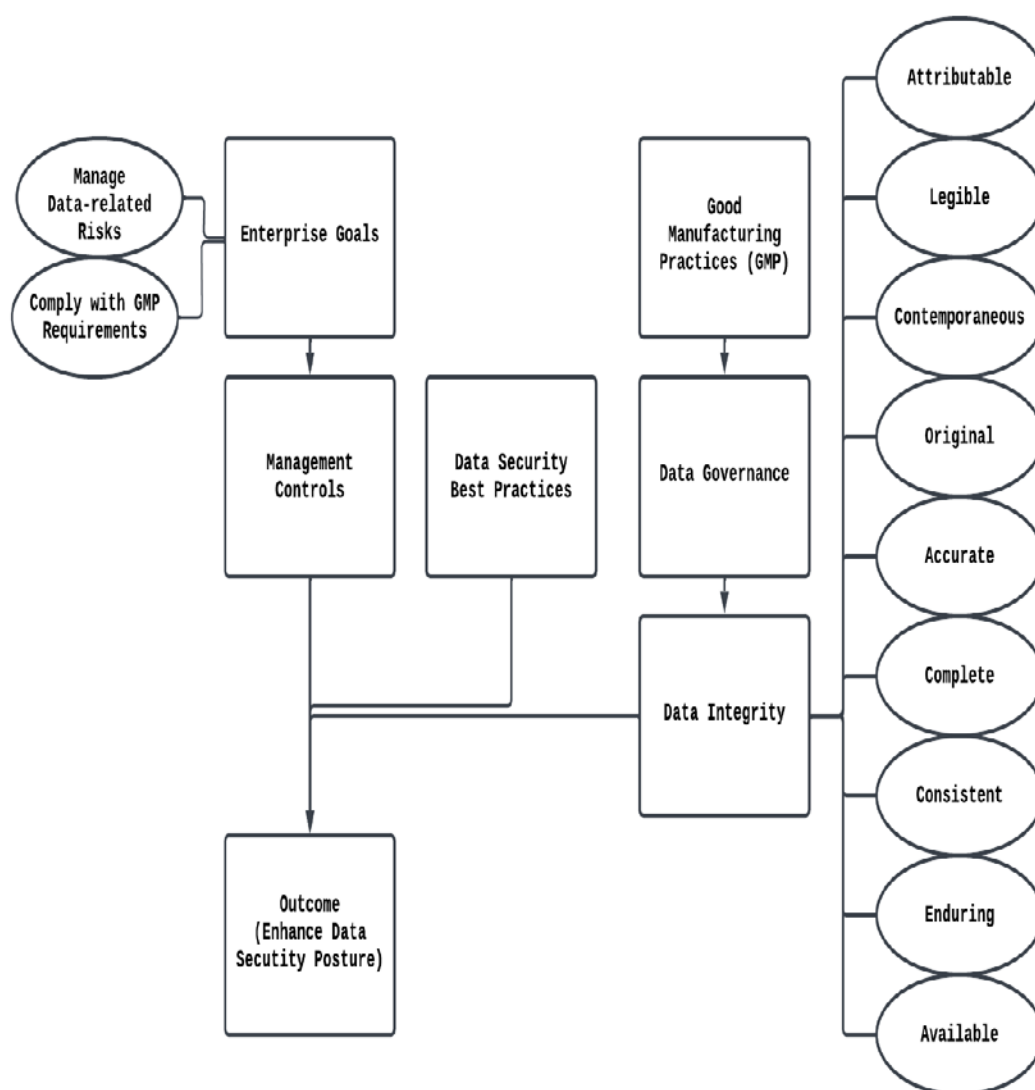 Attributable
Manage
Data-related
Risks
Enterprise Goals
Good
Manufacturing
Practices (GMP)
Legible
Comply with GMP
Requirements
Contemporaneous
Management
Controls
Data Security
Best Practices
Data Governance
Original
Accurate
Complete
Data Integrity
Consistent
Outcome
(Enhance Data
Secutity Posture)
Enduring
Available